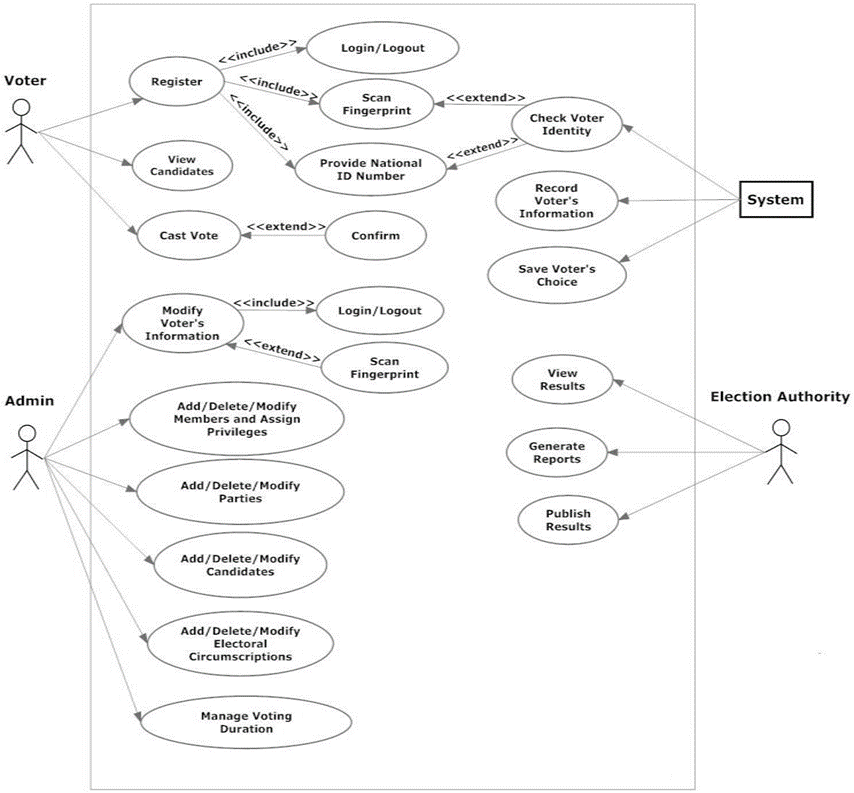 Voter
Register
<<include>>
Login/Logout
<<include>>
Scan
Fingerprint
<<include>>
Provide National
ID Number
<<extend>>
<<extend>>
Check Voter
Identity
View
Candidates
Record
Voter's
Information
System
Cast Vote
<<extend>>
Confirm
Save Voter's
Choice
Modify
Voter's
Information
<<include>>
Login/Logout
<<extend>>
Scan
Fingerprint
View
Results
Admin
Election Authority
Add/Delete/Modify
Members and Assign
Privileges
Generate
Reports
Add/Delete/Modify
Parties
Publish
Results
Add/Delete/Modify
Candidates
Add/Delete/Modify
Electoral
Circumscriptions
Manage Voting
Duration